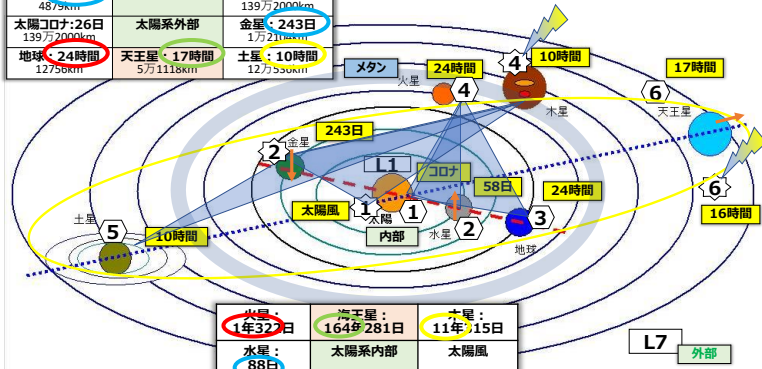 4879km
139万2000km
太陽コロナ:26日
139万2000km
太陽系外部
金星:243日
1万2104km
地球:24時間
12756km
天王星:17時間
5万1118km
土星:10時間
12万536km
メタン
24時間
火星
4
4
10時間
木星
6
17時間
天王星
243日
2
金星
L1
コロナ
58日
24時間
太陽風
1
太陽
1
内部
水星
2
3
地球
6
16時間
土星
5
10時間
火星:
1年322日
海王星:
164年281日
木星:
11年315日
水星:
88日
太陽系内部
太陽風
L7
外部